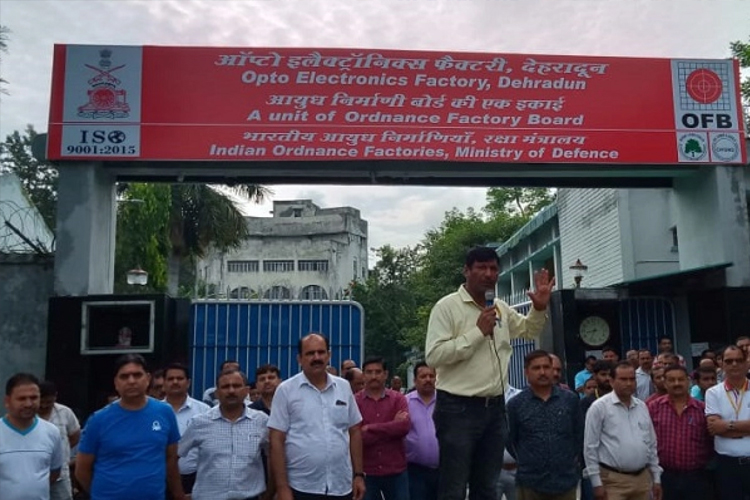 ऑप्टो इलैक्ट्रॉनिक्स फैक्टरी, देहरादून
Opto Electronics Factory, Dehradun
आयुध निर्माणी बोर्ड की एक इकाई
A unit of Ordnance Factory Board
भारतीय आयुध निर्माणियाँ, रक्षा मंत्रालय
Indian Ordnance Factories, Ministry of Defence
ISO
9001:2015
OFB